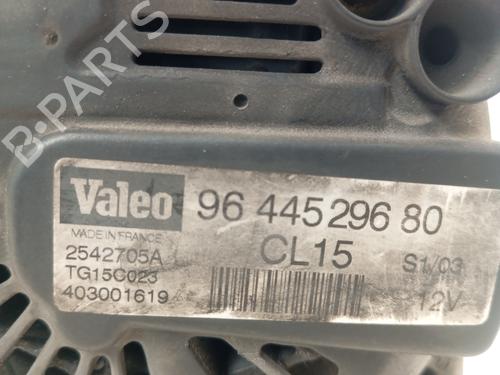 B-PARTS
Valeo
96 445 296 80
MADE IN FRANCE
2542705A
CL15
S1/03
TG15C023
403001619
12V